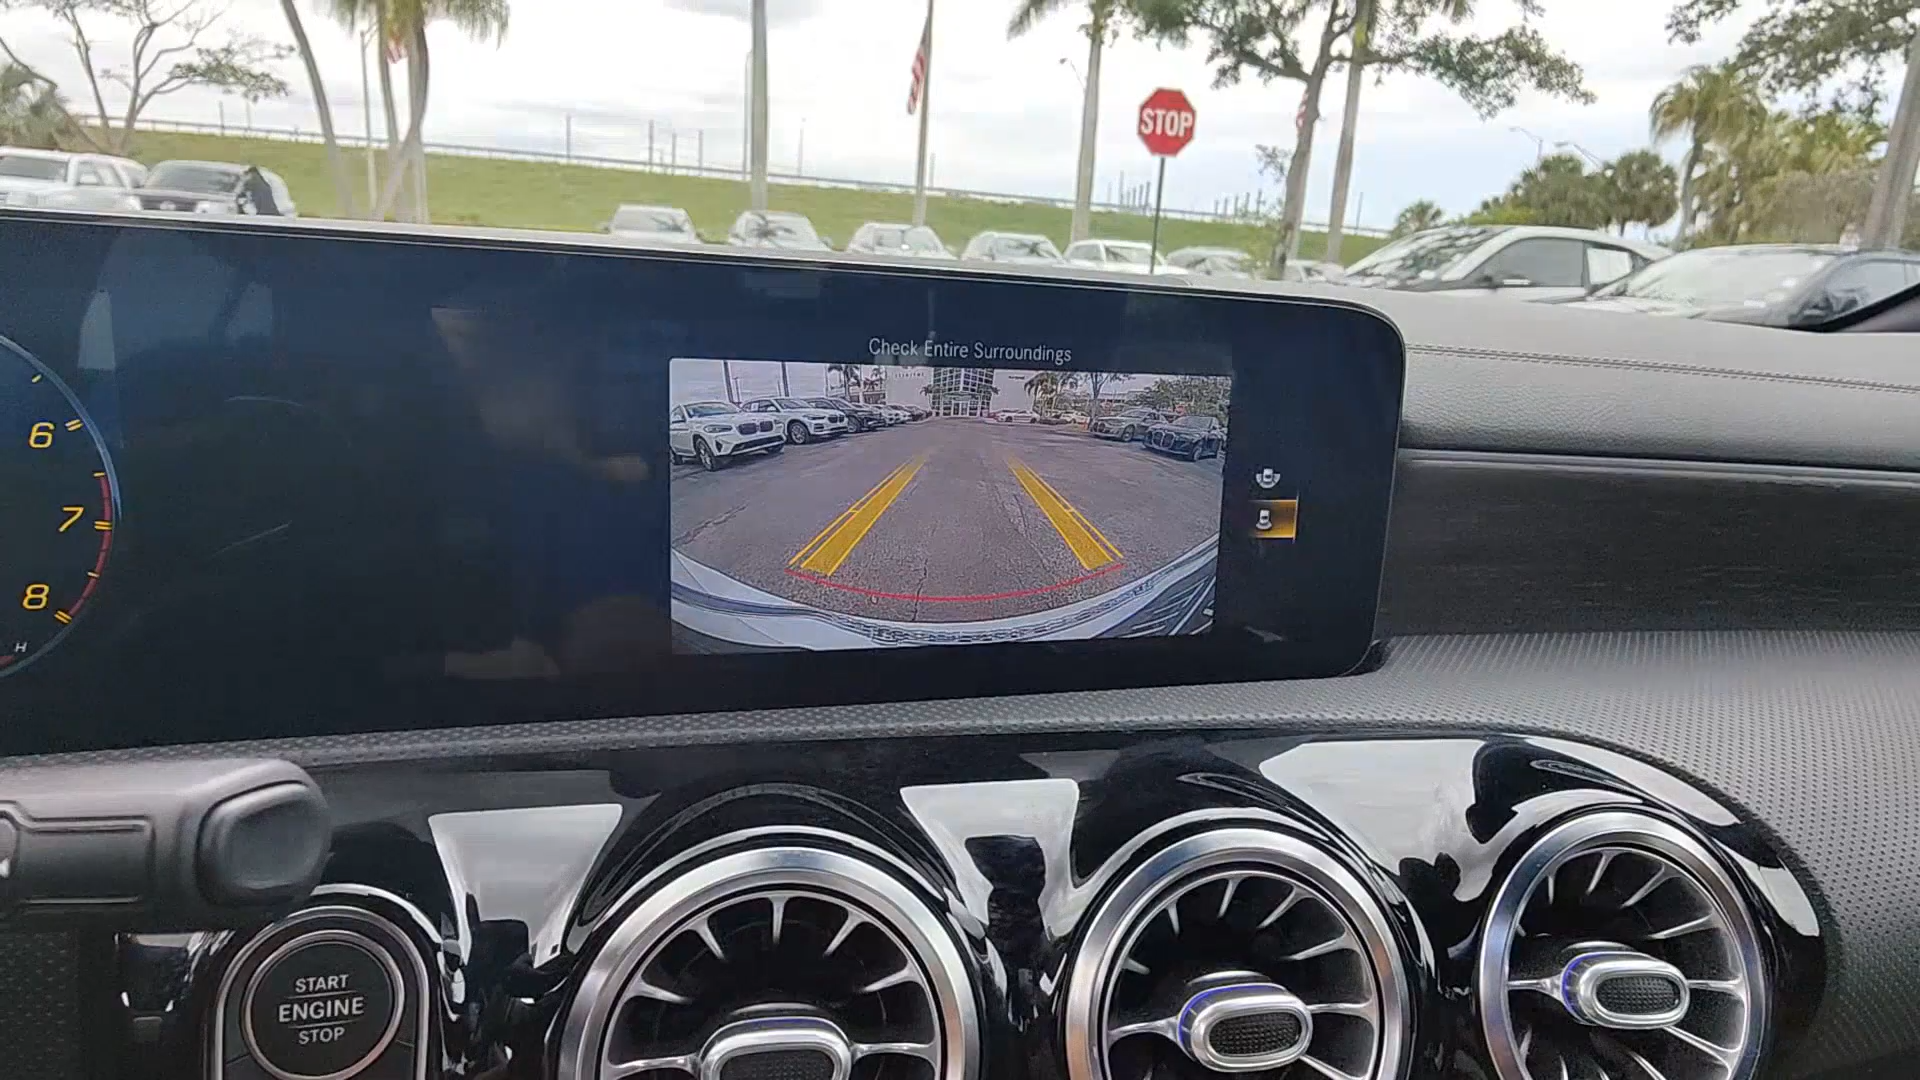 STOP
Check Entire Surroundings
6
7
8
H
START
ENGINE
STOP